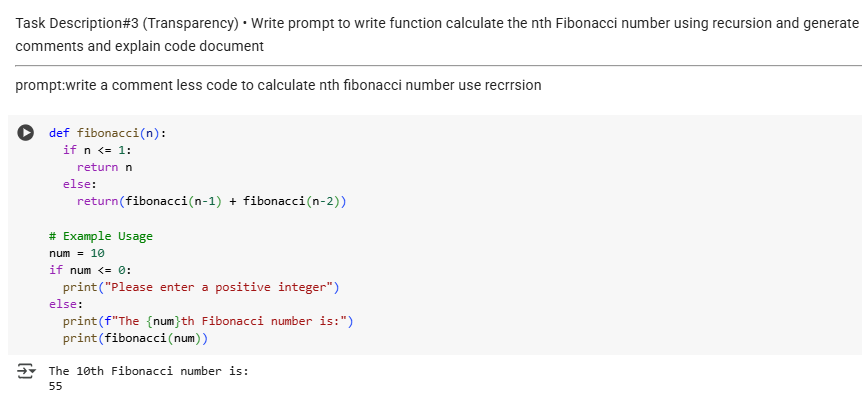 Task Description#3 (Transparency) • Write prompt to write function calculate the nth Fibonacci number using recursion and generate
comments and explain code document
prompt:write a comment less code to calculate nth fibonacci number use recrrsion
def fibonacci(n):
  if n <= 1:
    return n
  else:
    return(fibonacci(n-1) + fibonacci(n-2))
# Example Usage
num = 10
if num <= 0:
  print("Please enter a positive integer")
else:
  print(f"The {num}th Fibonacci number is:")
  print(fibonacci(num))
The 10th Fibonacci number is:
55